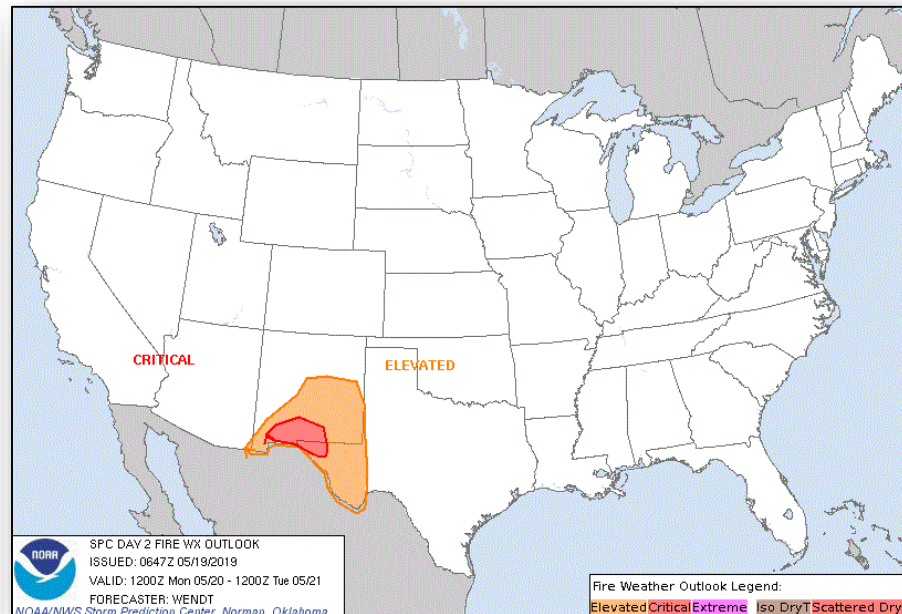 CRITICAL
ELEVATED
NOAA
SPC DAY 2 FIRE WX OUTLOOK
ISSUED: 0647Z 05/19/2019
VALID: 1200Z Mon 05/20 - 1200Z Tue 05/21
FORECASTER: WENDT
NOAA/NWS Storm Prediction Center, Norman, Oklahoma
Fire Weather Outlook Legend:
Elevated Critical Extreme Iso DryT Scattered Dry